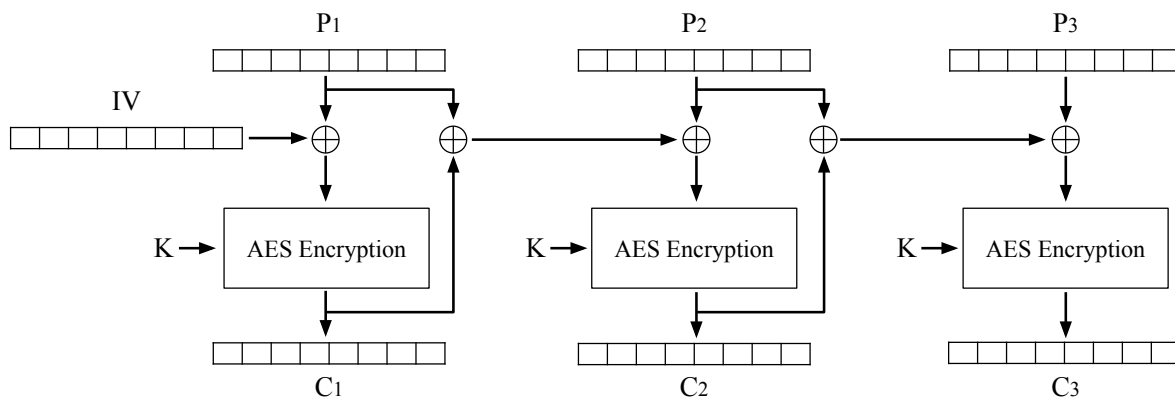 P1 P2 P3
IV
K AES Encryption K AES Encryption K AES Encryption
C1 C2 C3